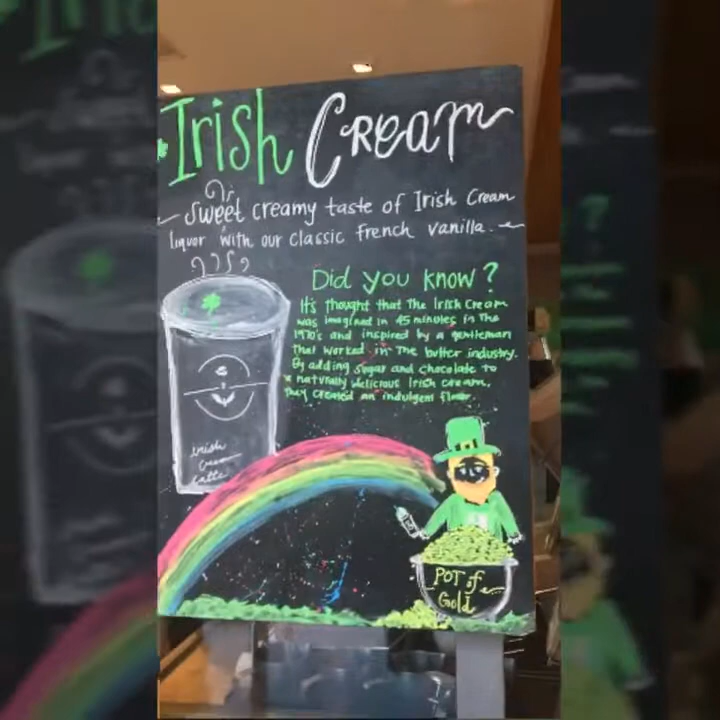 Irish Cream
Sweet creamy taste of Irish Cream
liquor with our classic french vanilla.
Did you know?
It's thought that The Irish Cream
was imagined in 45 minutes in The
1970's and inspired by a gentleman
that worked in The butter industry.
By adding sugar and chocolate to
a naturally delicious Irish cream,
they created an indulgent flavor.
Irish
Cream
Latte
POT of
Gold